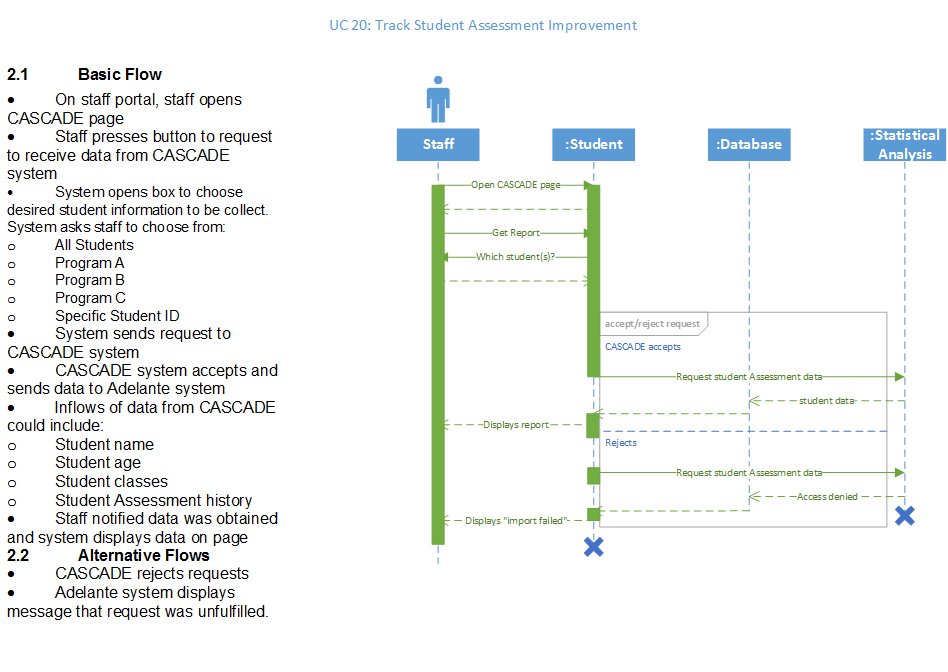 UC 20: Track Student Assessment Improvement
2.1 Basic Flow
• On staff portal, staff opens
CASCADE page
• Staff presses button to request
to receive data from CASCADE
system
• System opens box to choose
desired student information to be collect.
System asks staff to choose from:
o All Students
o Program A
o Program B
o Program C
o Specific Student ID
• System sends request to
CASCADE system
• CASCADE system accepts and
sends data to Adelante system
• Inflows of data from CASCADE
could include:
o Student name
o Student age
o Student classes
o Student Assessment history
• Staff notified data was obtained
and system displays data on page
2.2 Alternative Flows
• CASCADE rejects requests
• Adelante system displays
message that request was unfulfilled.
Staff
:Student
:Database
:Statistical
Analysis
Open CASCADE page
Get Report
Which student(s)?
accept/reject request
CASCADE accepts
Request student Assessment data
student data
Displays report
Rejects
Request student Assessment data
Access denied
Displays "import failed"